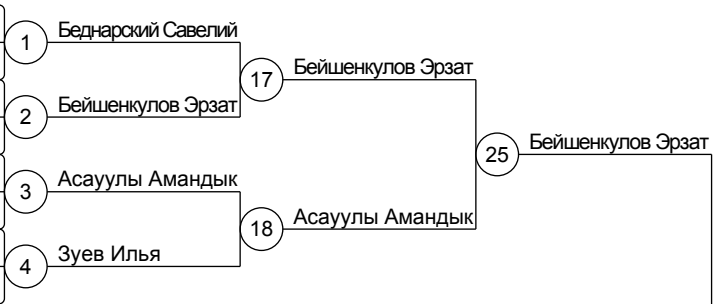 1 Беднарский Савелий
17 Бейшенкулов Эрзат
2 Бейшенкулов Эрзат
25 Бейшенкулов Эрзат
3 Асауулы Амандык
18 Асауулы Амандык
4 Зуев Илья